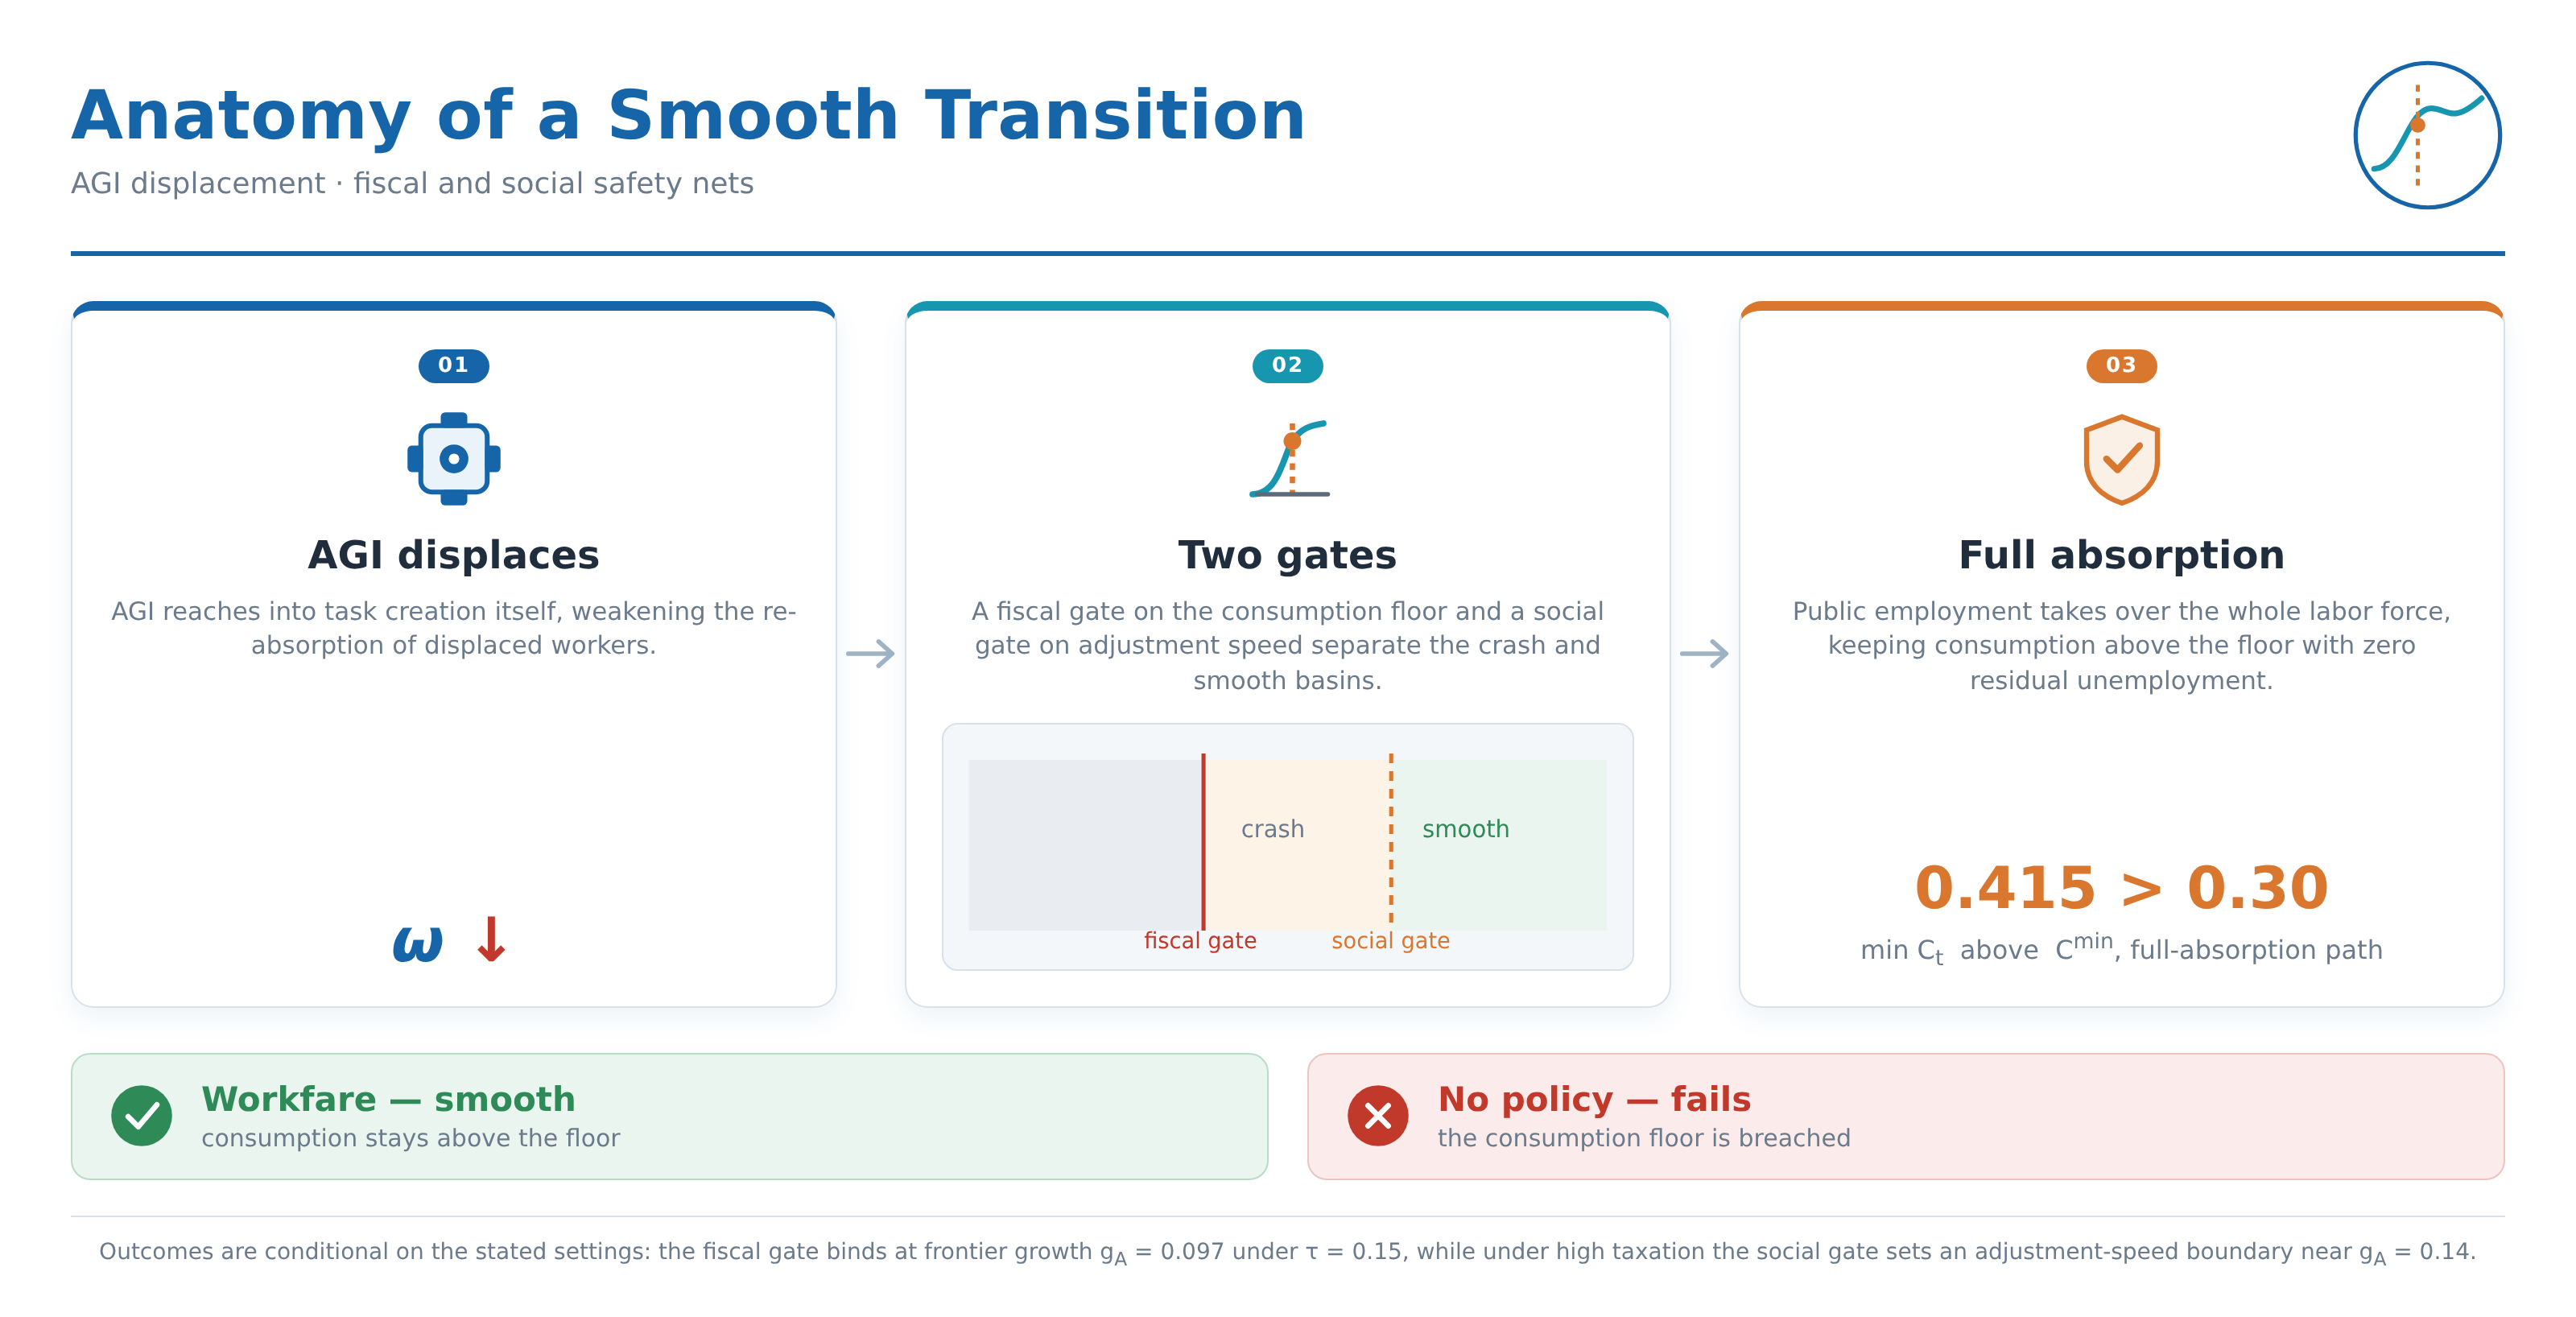 Anatomy of a Smooth Transition
AGI displacement · fiscal and social safety nets
01
AGI displaces
AGI reaches into task creation itself, weakening the re-
absorption of displaced workers.
ω ↓
02
Two gates
A fiscal gate on the consumption floor and a social
gate on adjustment speed separate the crash and
smooth basins.
crash
smooth
fiscal gate
social gate
03
Full absorption
Public employment takes over the whole labor force,
keeping consumption above the floor with zero
residual unemployment.
0.415 > 0.30
min Cₜ above C^min, full-absorption path
Workfare — smooth
consumption stays above the floor
No policy — fails
the consumption floor is breached
Outcomes are conditional on the stated settings: the fiscal gate binds at frontier growth g_A = 0.097 under τ = 0.15, while under high taxation the social gate sets an adjustment-speed boundary near g_A = 0.14.